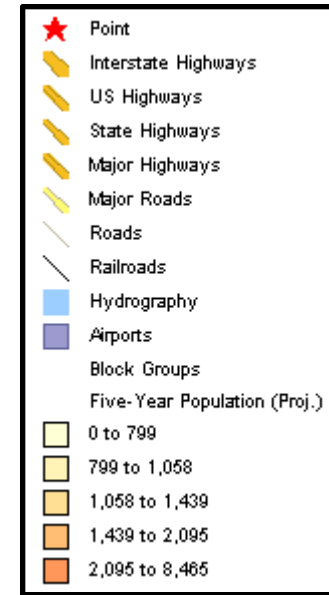 Point
Interstate Highways
US Highways
State Highways
Major Highways
Major Roads
Roads
Railroads
Hydrography
Airports
Block Groups
Five-Year Population (Proj.)
0 to 799
799 to 1,058
1,058 to 1,439
1,439 to 2,095
2,095 to 8,465